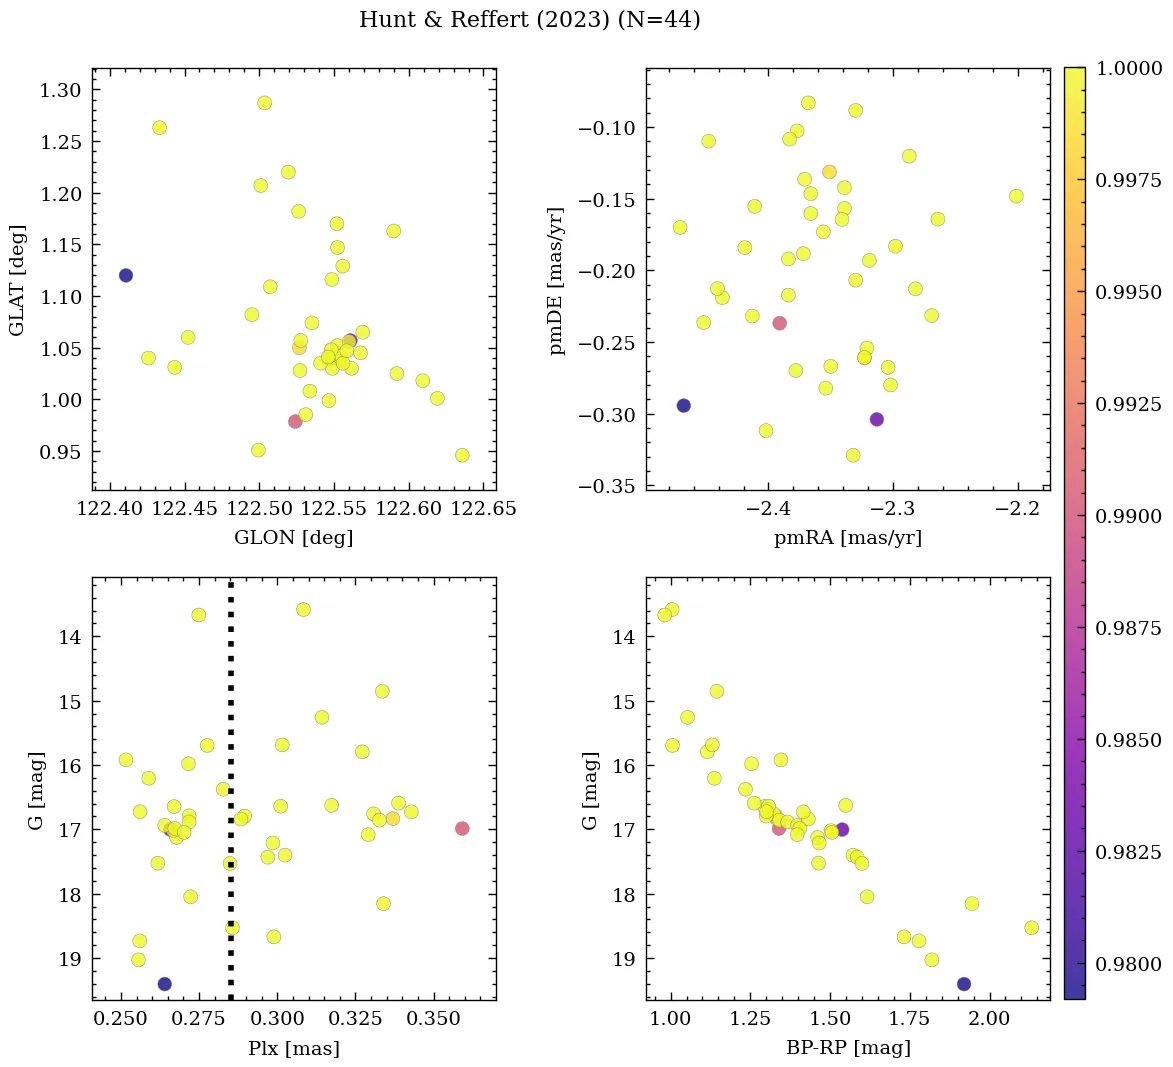 Hunt & Reffert (2023) (N=44)
1.30
1.25
1.20
1.15
1.10
1.05
1.00
0.95
GLAT [deg]
122.40 122.45 122.50 122.55 122.60 122.65
GLON [deg]
−0.10
−0.15
−0.20
−0.25
−0.30
−0.35
pmDE [mas/yr]
−2.4 −2.3 −2.2
pmRA [mas/yr]
1.0000
0.9975
0.9950
0.9925
0.9900
0.9875
0.9850
0.9825
0.9800
14
15
16
17
18
19
G [mag]
0.250 0.275 0.300 0.325 0.350
Plx [mas]
14
15
16
17
18
19
G [mag]
1.00 1.25 1.50 1.75 2.00
BP-RP [mag]